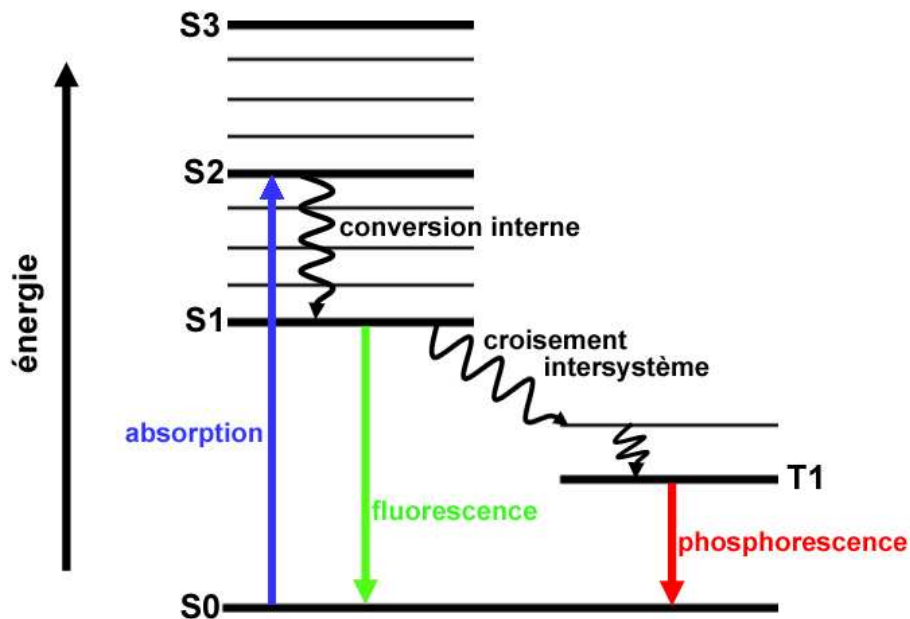 S3
S2
conversion interne
énergie
S1
croisement
intersystème
absorption
T1
fluorescence
phosphorescence
S0